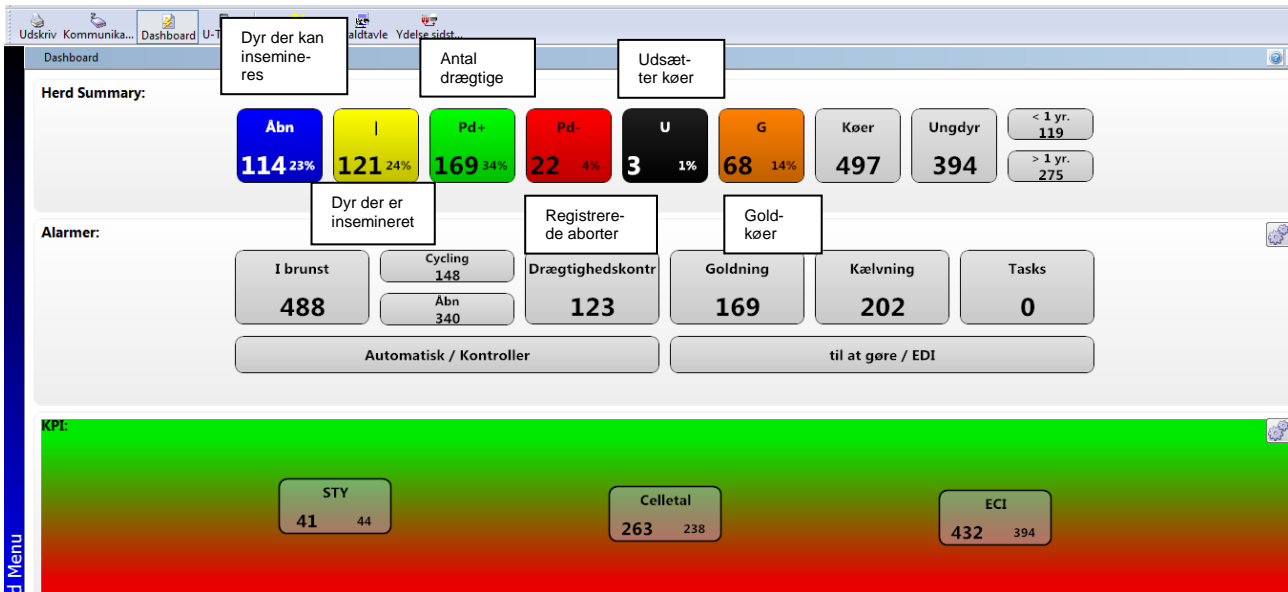 Udskriv Kommunika... Dashboard U-T aldtavle Ydelse sidst...
Dashboard
Dyr der kan
insemine-
res
Antal
drægtige
Udsæt-
ter køer
Herd Summary:
Åbn
114 23%
|
121 24%
Pd+
169 34%
Pd-
22 4%
U
3 1%
G
68 14%
Køer
497
Ungdyr
394
< 1 yr.
119
> 1 yr.
275
Dyr der er
insemineret
Registrere-
de aborter
Gold-
køer
Alarmer:
I brunst
488
Cycling
148
Åbn
340
Drægtighedskontr
123
Goldning
169
Kælvning
202
Tasks
0
Automatisk / Kontroller
til at gøre / EDI
KPI:
STY
41 44
Celletal
263 238
ECI
432 394
d Menu